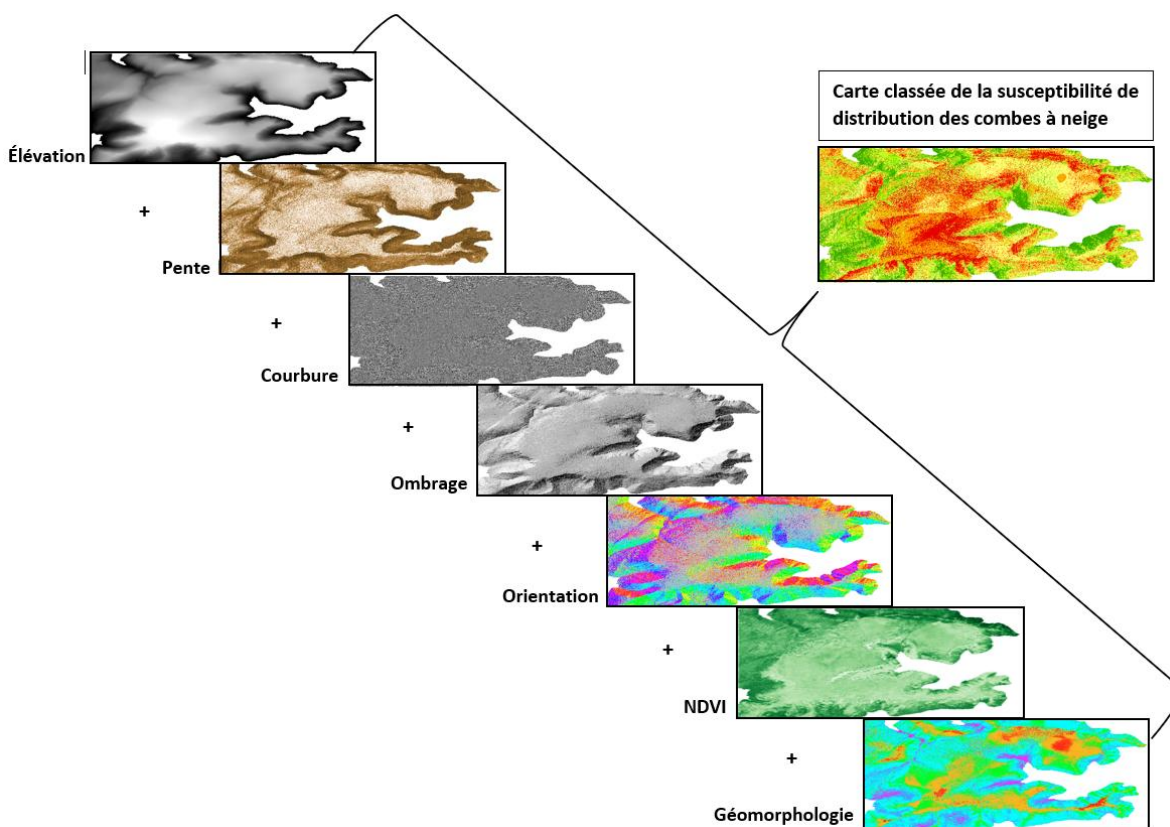 Carte classée de la susceptibilité de
distribution des combes à neige
Élévation
+
Pente
+
Courbure
+
Ombrage
+
Orientation
+
NDVI
+
Géomorphologie